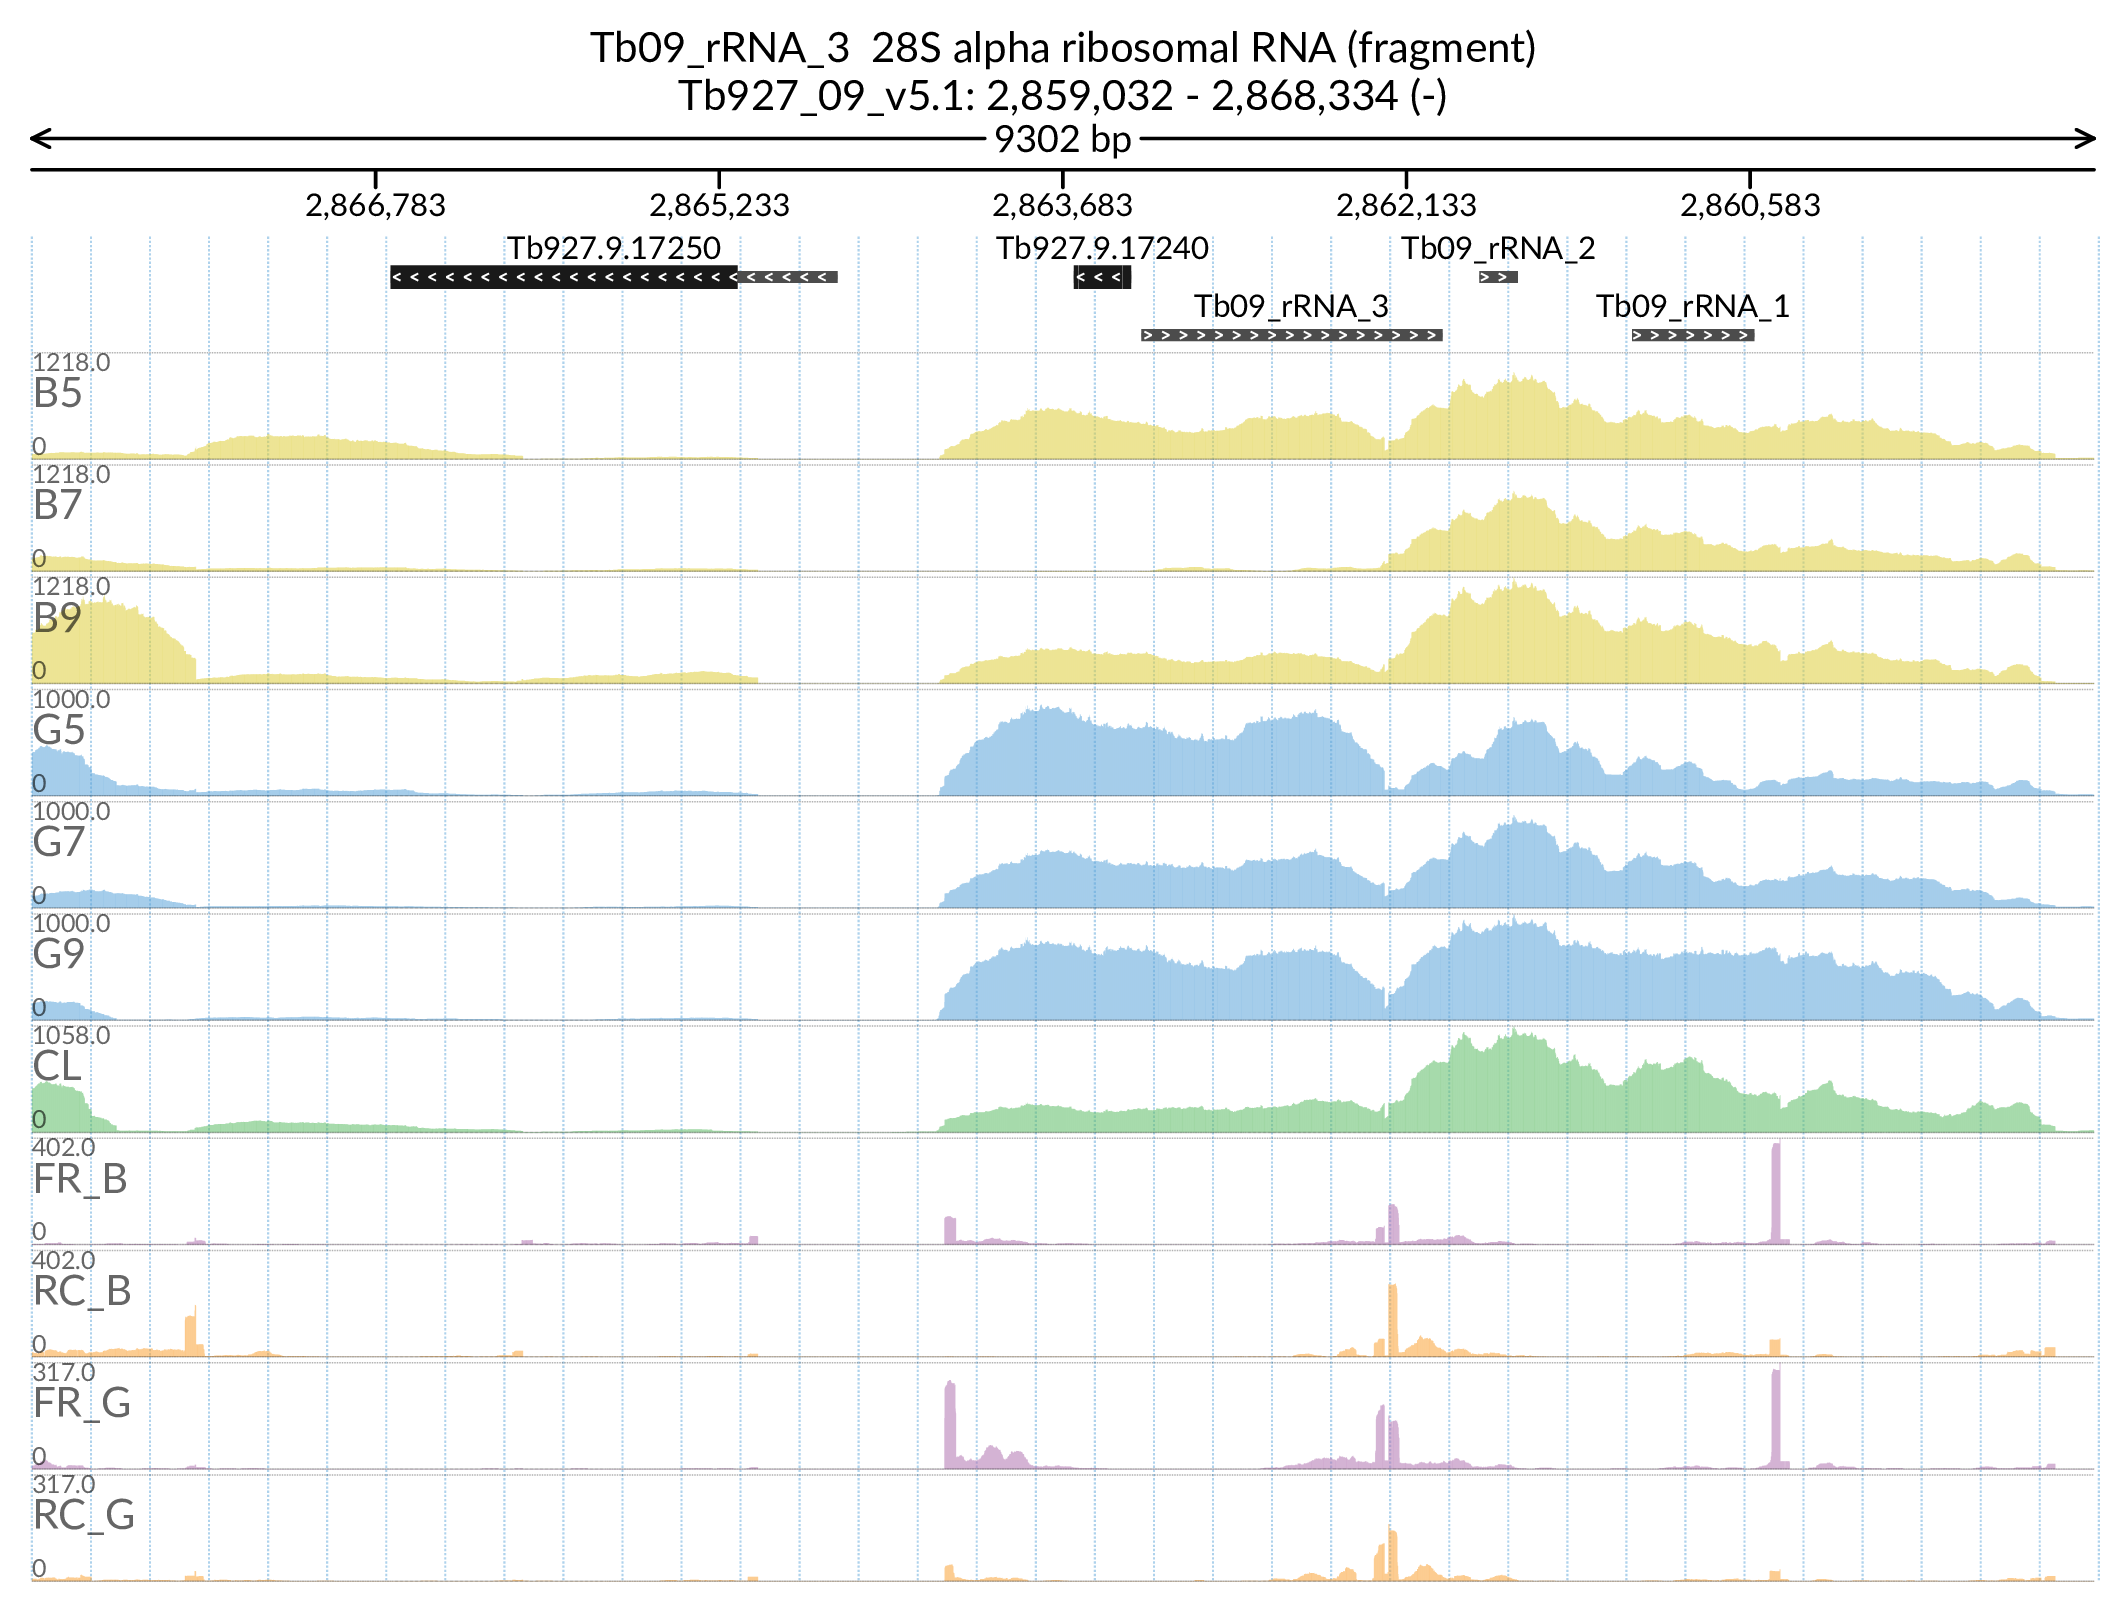 Tb09_rRNA_3  28S alpha ribosomal RNA (fragment)
Tb927_09_v5.1: 2,859,032 - 2,868,334 (-)
9302 bp
2,866,783 2,865,233 2,863,683 2,862,133 2,860,583
Tb927.9.17250 Tb927.9.17240 Tb09_rRNA_2
Tb09_rRNA_3 Tb09_rRNA_1
1218.0
B5
0
1218.0
B7
0
1218.0
B9
0
1000.0
G5
0
1000.0
G7
0
1000.0
G9
0
1058.0
CL
0
402.0
FR_B
0
402.0
RC_B
0
317.0
FR_G
0
317.0
RC_G
0